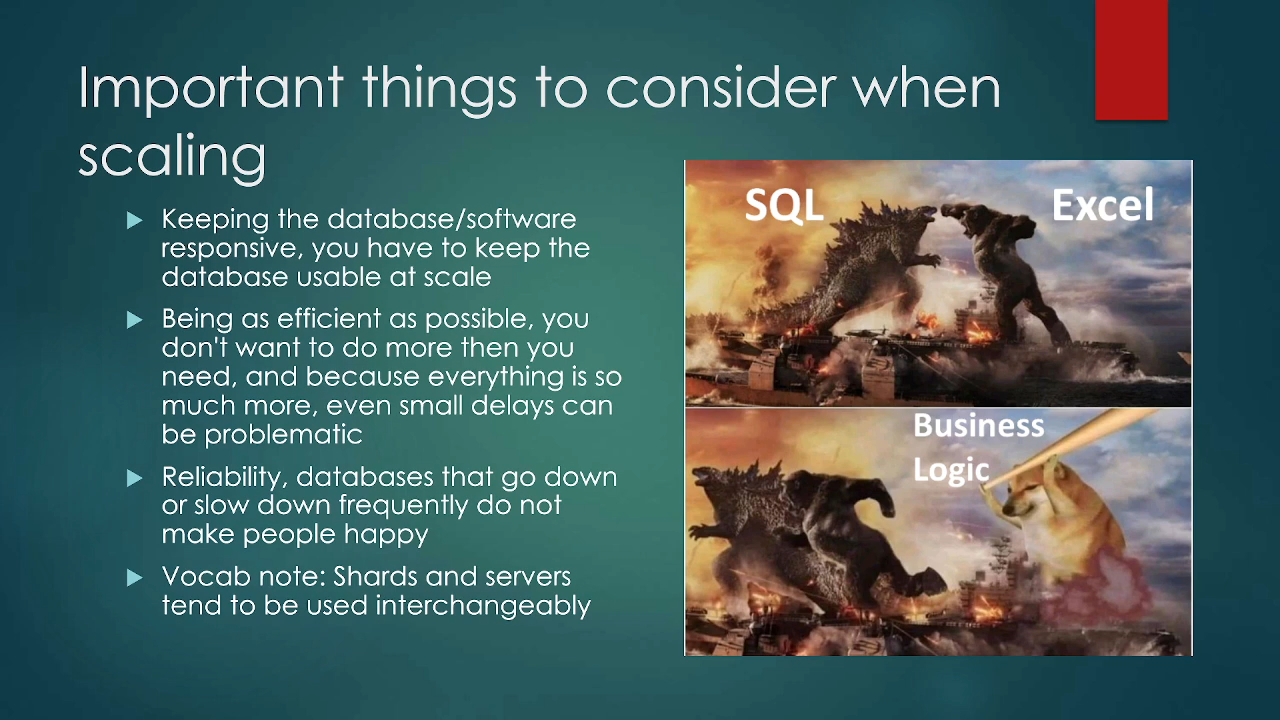 Important things to consider when
scaling
Keeping the database/software
responsive, you have to keep the
database usable at scale
Being as efficient as possible, you
don't want to do more then you
need, and because everything is so
much more, even small delays can
be problematic
Reliability, databases that go down
or slow down frequently do not
make people happy
Vocab note: Shards and servers
tend to be used interchangeably
SQL
Excel
Business
Logic